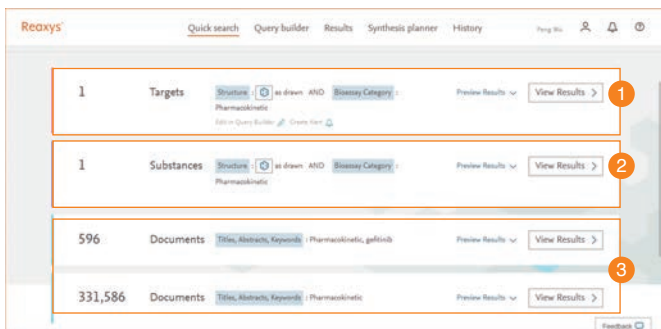 Reaxys
Quick search Query builder Results Synthesis planner History Peng Wu
1 Targets Structure : as drawn AND Bioassay Category : Preview Results View Results > 1
Pharmacokinetic
Edit in Query Builder Create Alert
1 Substances Structure : as drawn AND Bioassay Category : Preview Results View Results > 2
Pharmacokinetic
596 Documents Titles, Abstracts, Keywords : Pharmacokinetic, gefitinib Preview Results View Results >
3
331,586 Documents Titles, Abstracts, Keywords : Pharmacokinetic Preview Results View Results >
Feedback